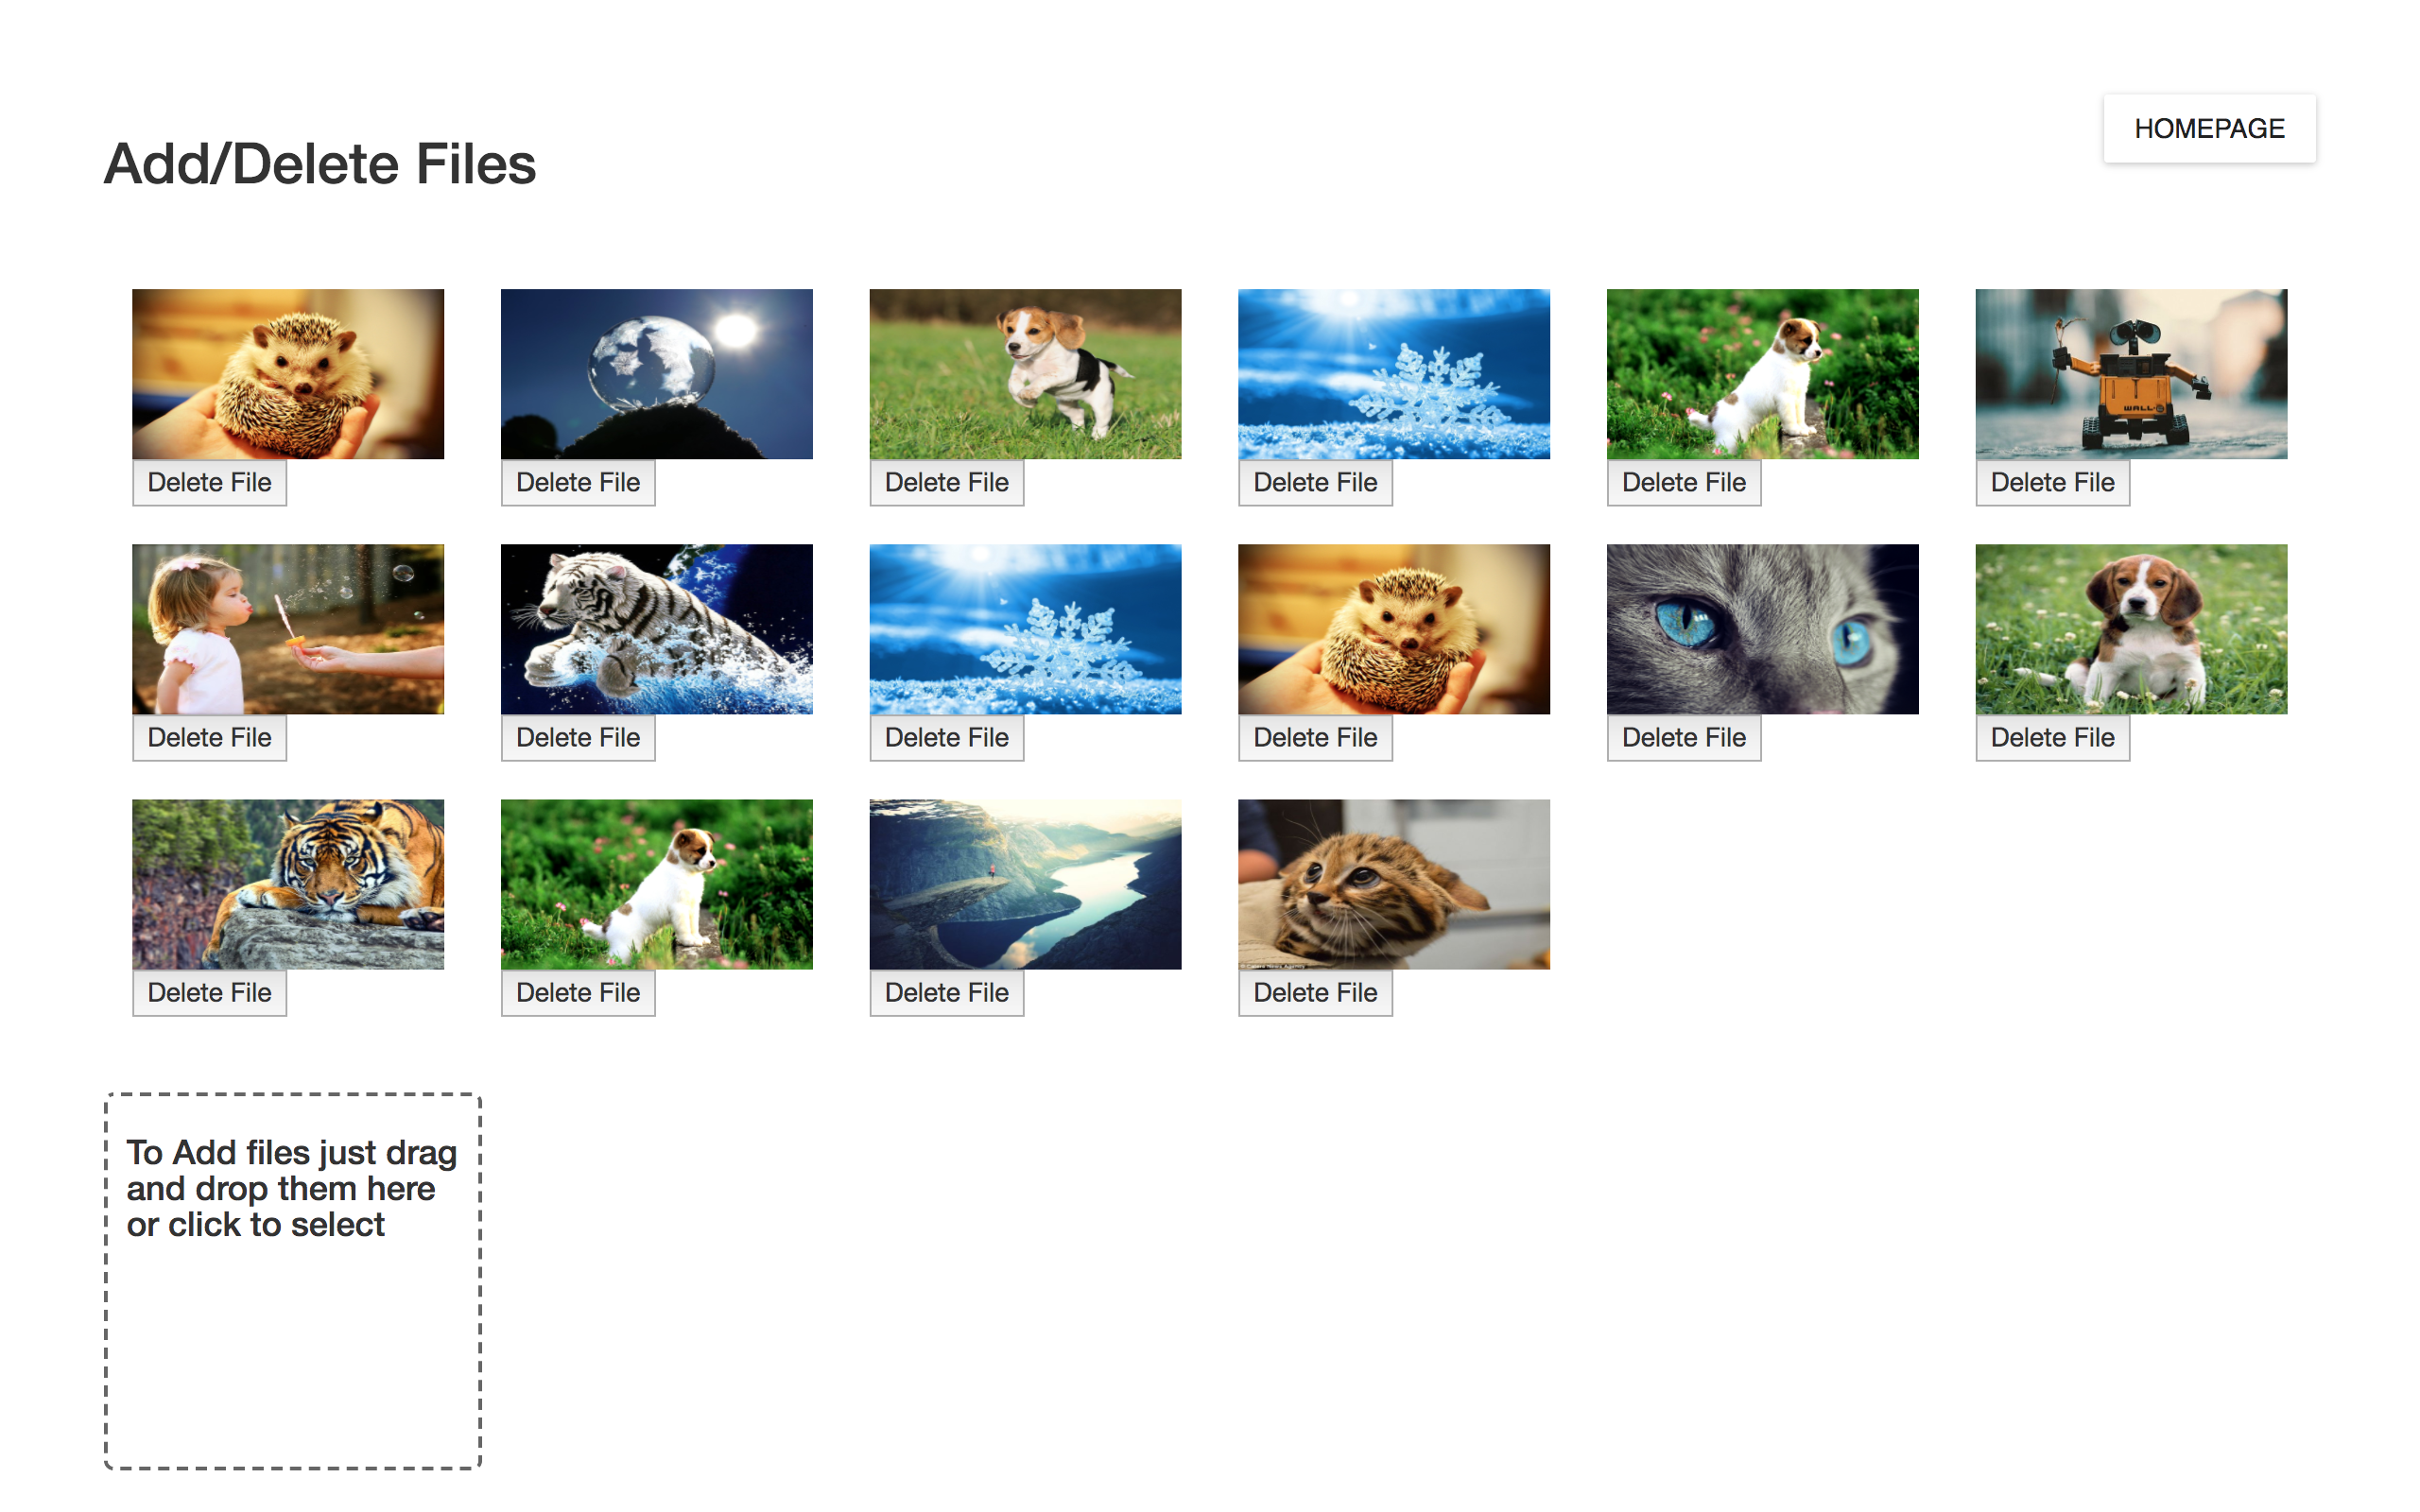 HOMEPAGE
Add/Delete Files
WALL-E
Delete File Delete File Delete File Delete File Delete File Delete File
Delete File Delete File Delete File Delete File Delete File Delete File
Delete File Delete File Delete File Delete File
To Add files just drag
and drop them here
or click to select